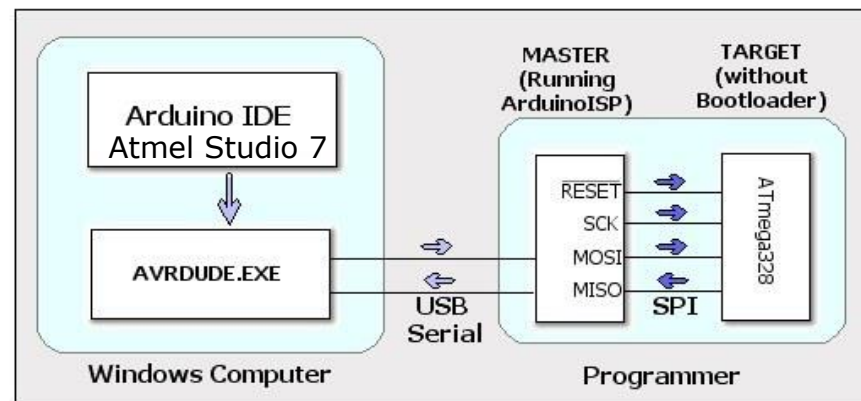 Arduino IDE
Atmel Studio 7
AVRDUDE.EXE
Windows Computer
USB
Serial
MASTER
(Running
ArduinoISP)
TARGET
(without
Bootloader)
RESET
SCK
MOSI
MISO
SPI
ATmega328
Programmer